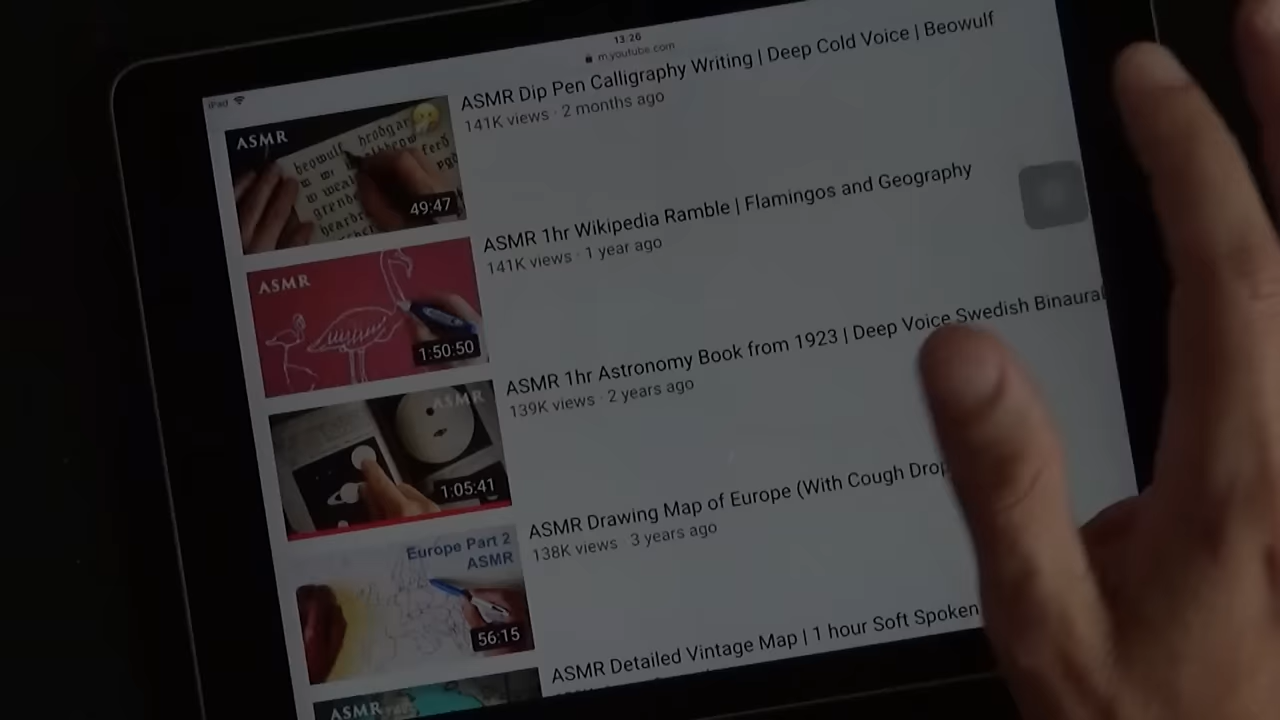 iPad
13:26
m.youtube.com
ASMR Dip Pen Calligraphy Writing | Deep Cold Voice | Beowulf
141K views · 2 months ago
ASMR
beowulf hroðgar
49:47
ASMR 1hr Wikipedia Ramble | Flamingos and Geography
141K views · 1 year ago
ASMR
1:50:50
ASMR 1hr Astronomy Book from 1923 | Deep Voice Swedish Binaural
139K views · 2 years ago
ASMR
1:05:41
ASMR Drawing Map of Europe (With Cough Drop
138K views · 3 years ago
Europe Part 2
ASMR
56:15
ASMR Detailed Vintage Map | 1 hour Soft Spoken
ASMR